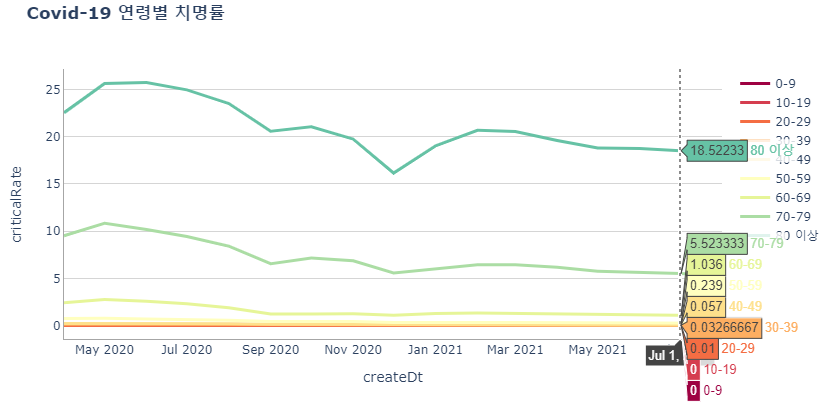 Covid-19 연령별 치명률
criticalRate
25
20
15
10
5
0
May 2020
Jul 2020
Sep 2020
Nov 2020
Jan 2021
Mar 2021
May 2021
Jul 1,
createDt
0-9
10-19
20-29
50-59
60-69
70-79
이상
18.52233 80 이상
5.523333 70-79
1.036 60-69
0.239 50-59
0.057 40-49
0.03266667 30-39
0.01 20-29
0 10-19
0 0-9